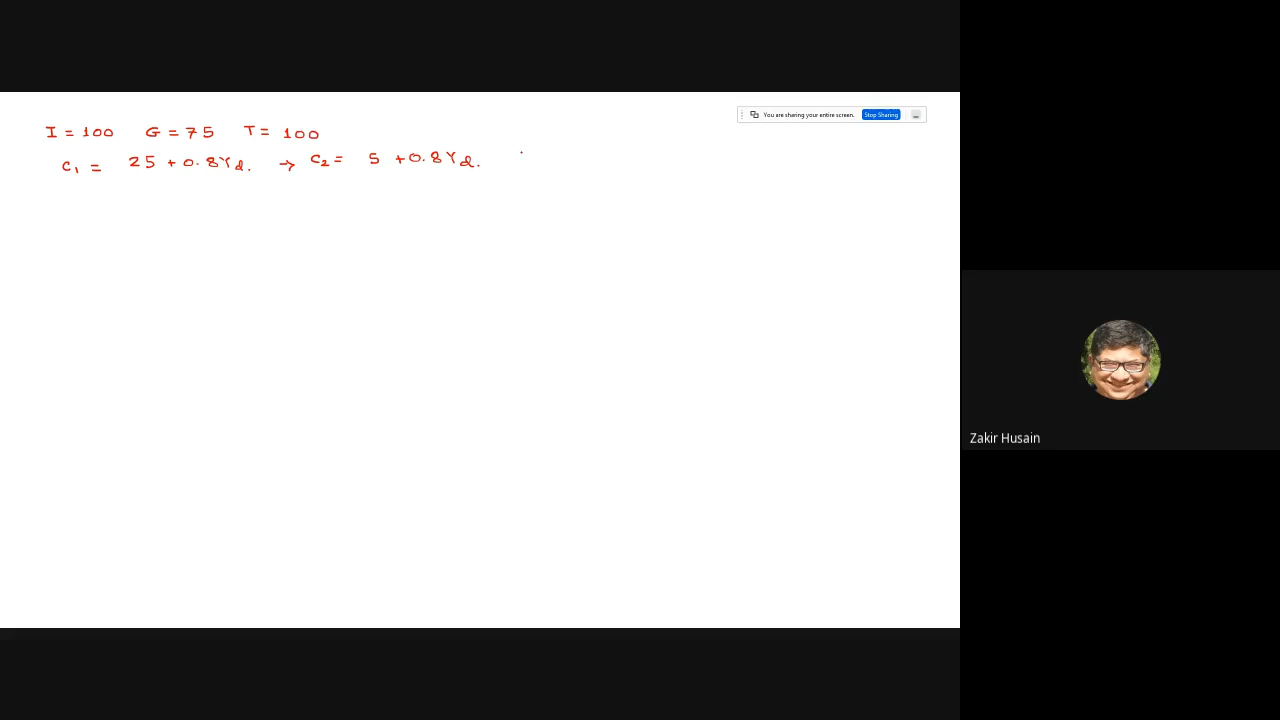 You are sharing your entire screen. Stop Sharing
I = 100 G = 75 T = 100
C₁ = 25 + 0.8Yd. → C₂ = 5 + 0.8Yd.
Zakir Husain